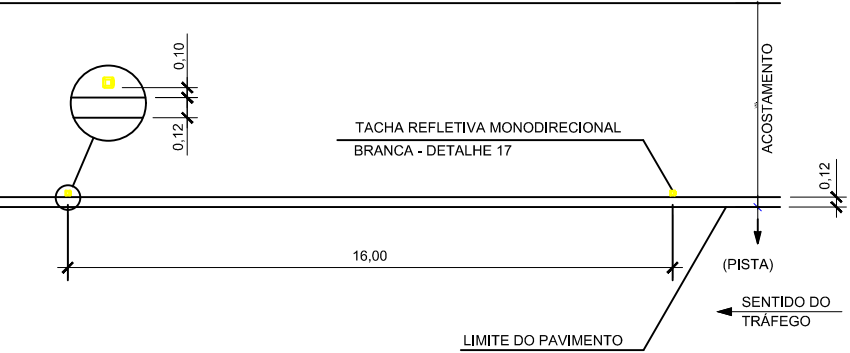 0,10
0,12
TACHA REFLETIVA MONODIRECIONAL
BRANCA - DETALHE 17
ACOSTAMENTO
0,12
16,00
(PISTA)
SENTIDO DO
TRÁFEGO
LIMITE DO PAVIMENTO